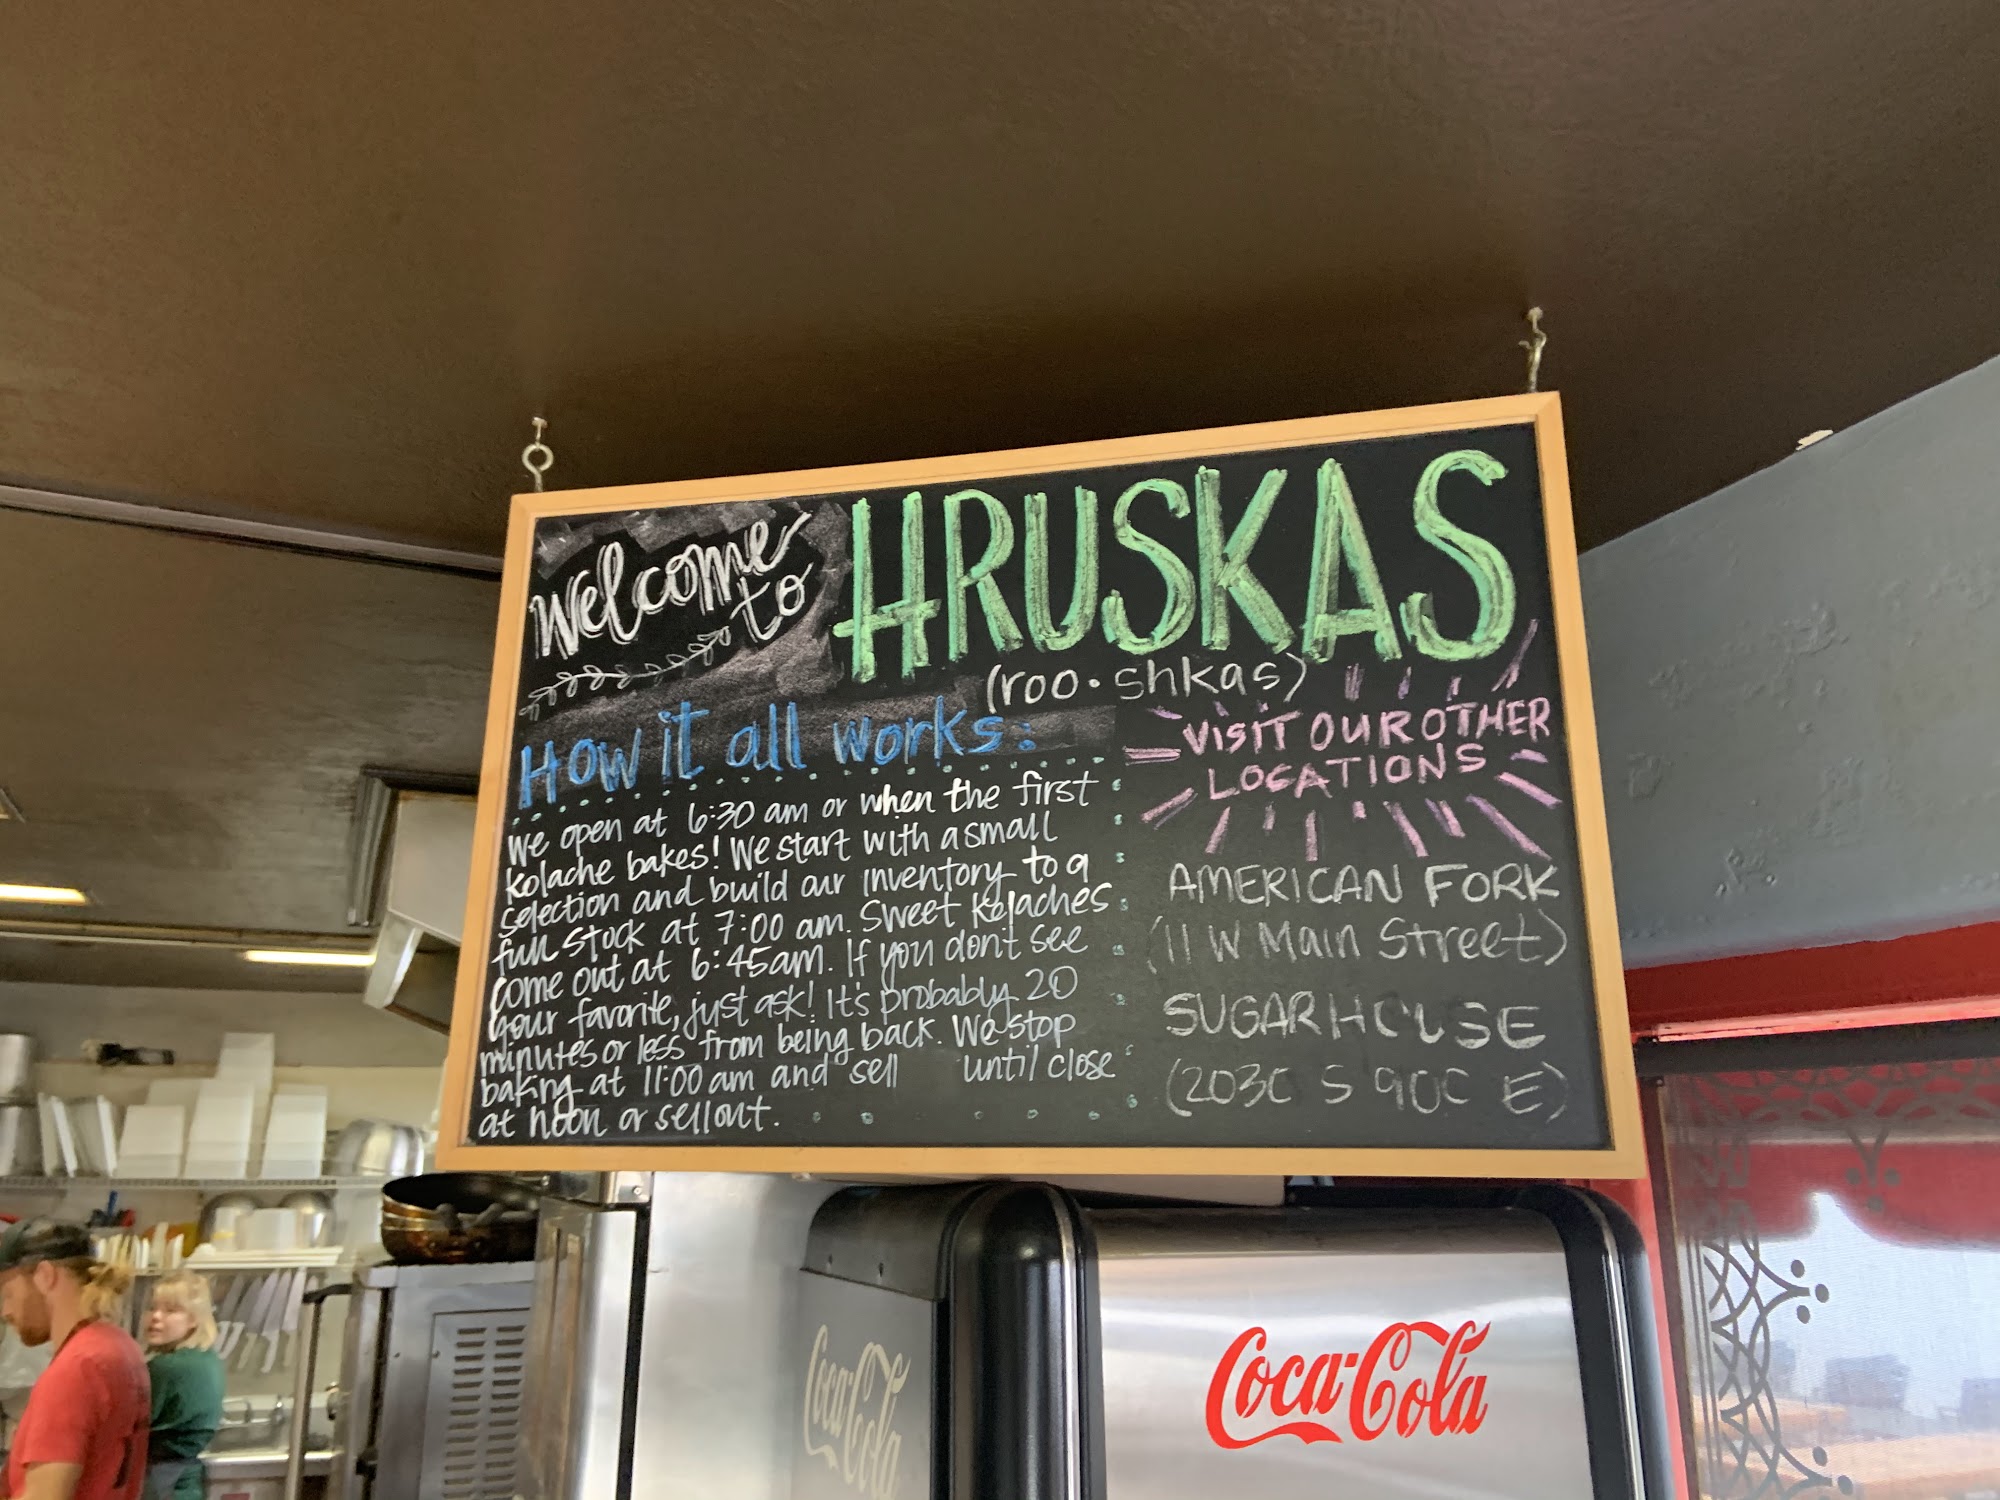 Welcome
to
HRUSKAS
(roo·shkas)
How it all works:
We open at 6:30 am or when the first
kolache bakes! We start with a small
selection and build our inventory to a
full stock at 7:00 am. Sweet kolaches
come out at 6:45am. If you don't see
your favorite, just ask! It's probably 20
minutes or less from being back. We stop
baking at 11:00 am and sell until close
at noon or sellout.
VISIT OUR OTHER
LOCATIONS
AMERICAN FORK
(11 W Main Street)
SUGARHOUSE
(2030 S 900 E)
Coca-Cola
Coca-Cola